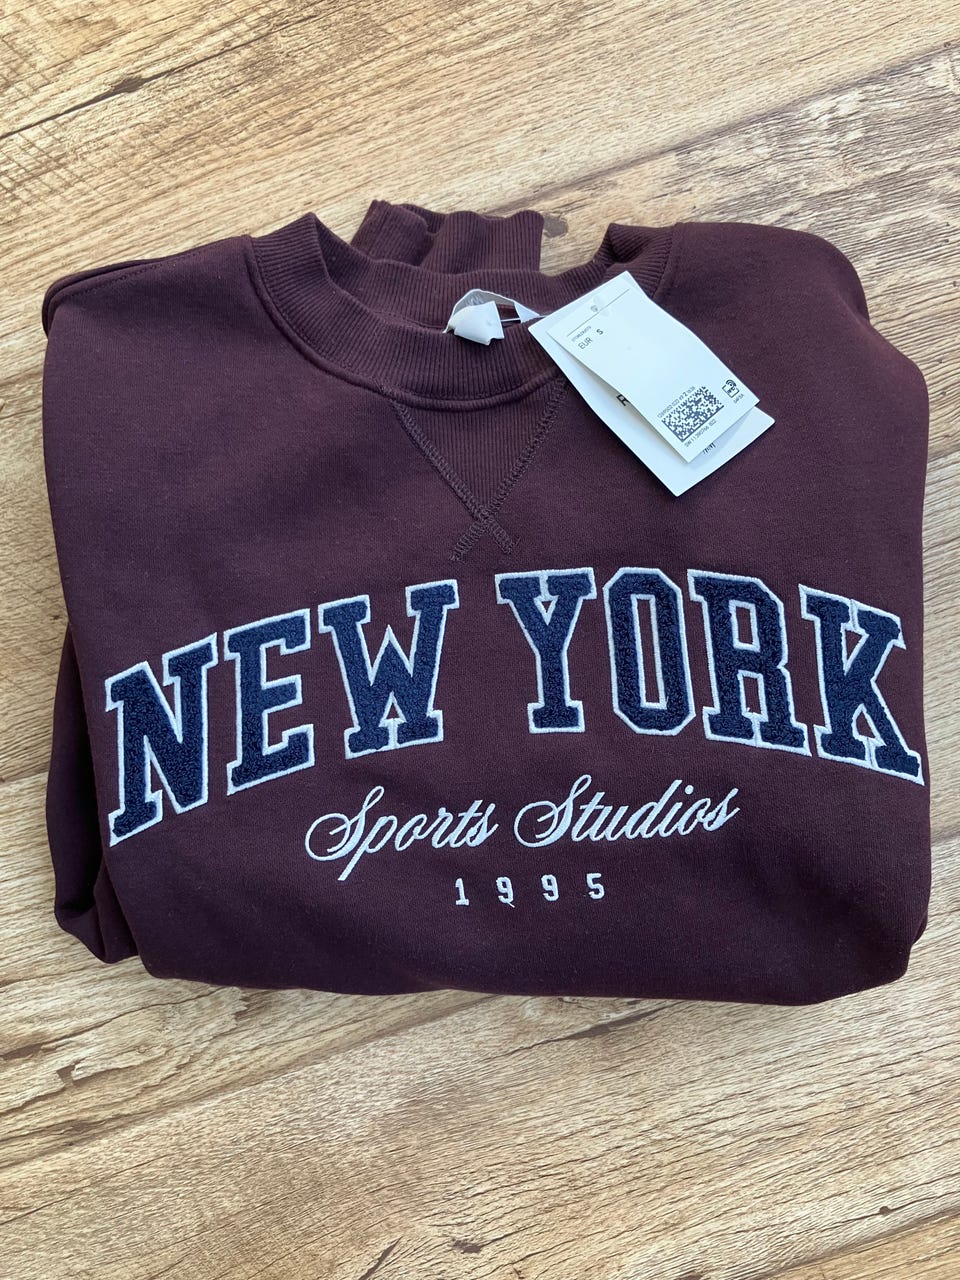 EUR S
NEW YORK
Sports Studios
1995